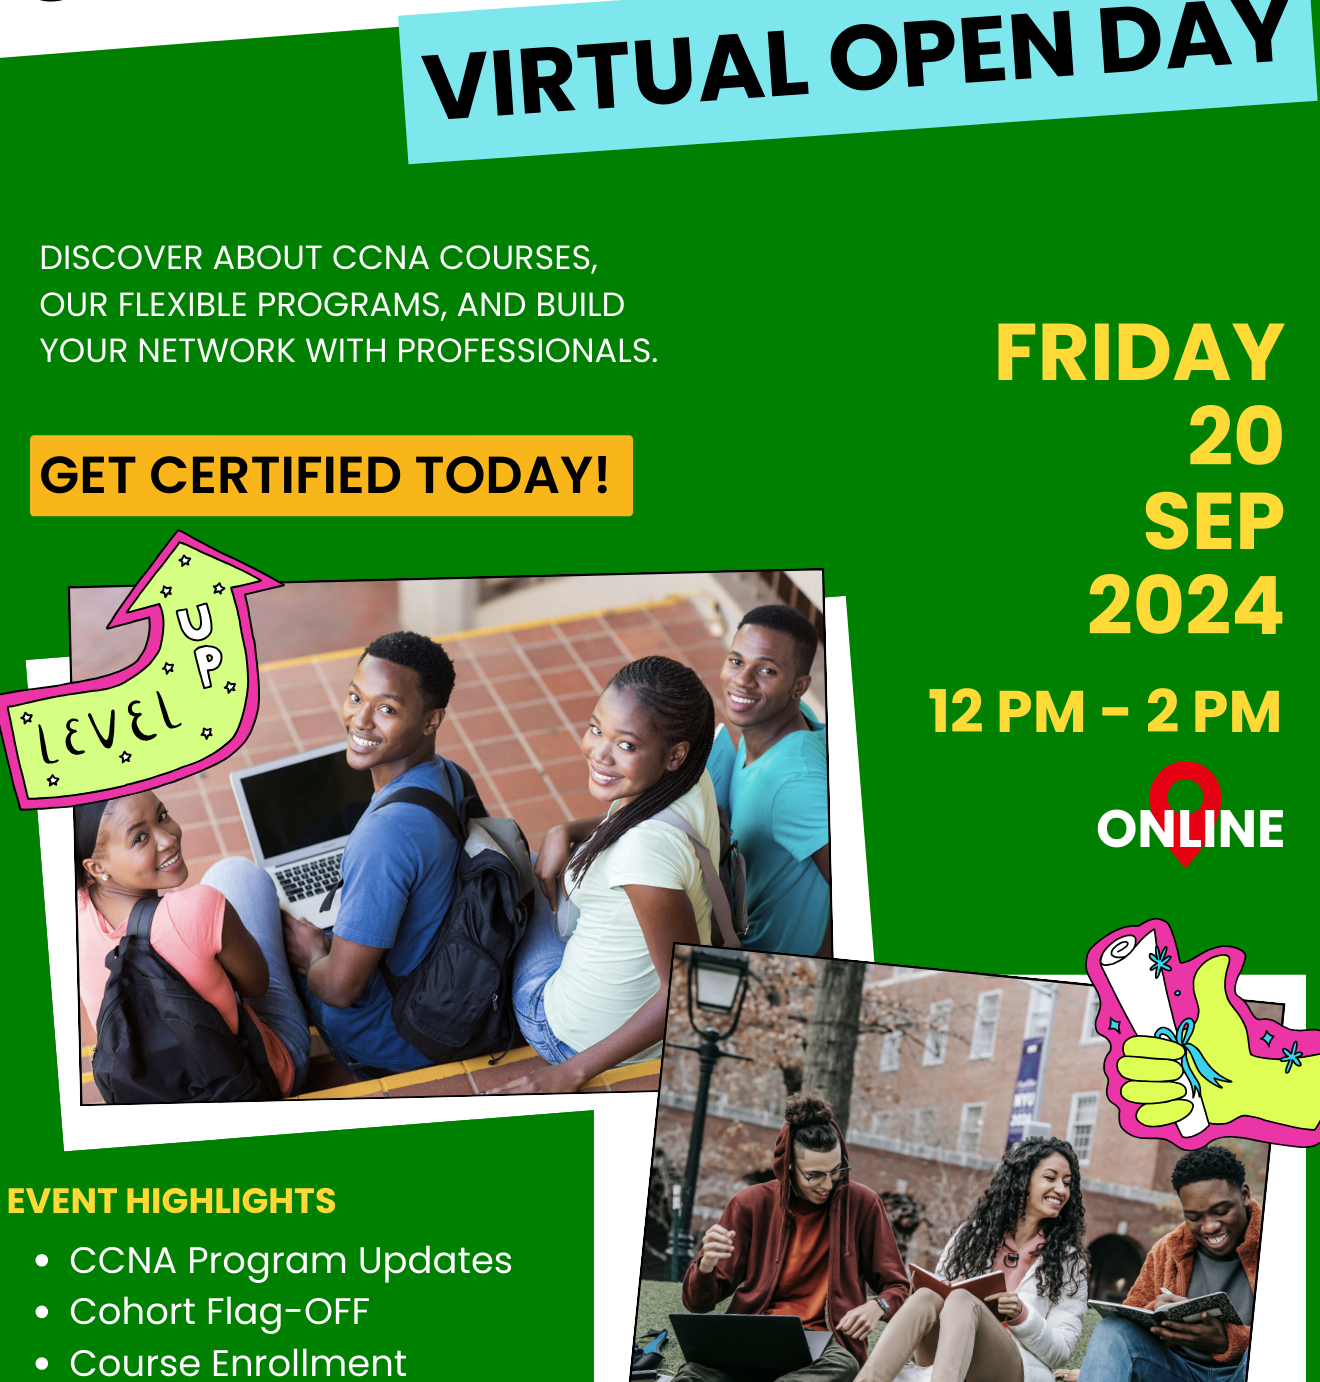 VIRTUAL OPEN DAY
DISCOVER ABOUT CCNA COURSES,
OUR FLEXIBLE PROGRAMS, AND BUILD
YOUR NETWORK WITH PROFESSIONALS.
GET CERTIFIED TODAY!
FRIDAY
20
SEP
2024
12 PM - 2 PM
ONLINE
LEVEL UP
NYU
EVENT HIGHLIGHTS
• CCNA Program Updates
• Cohort Flag-OFF
• Course Enrollment